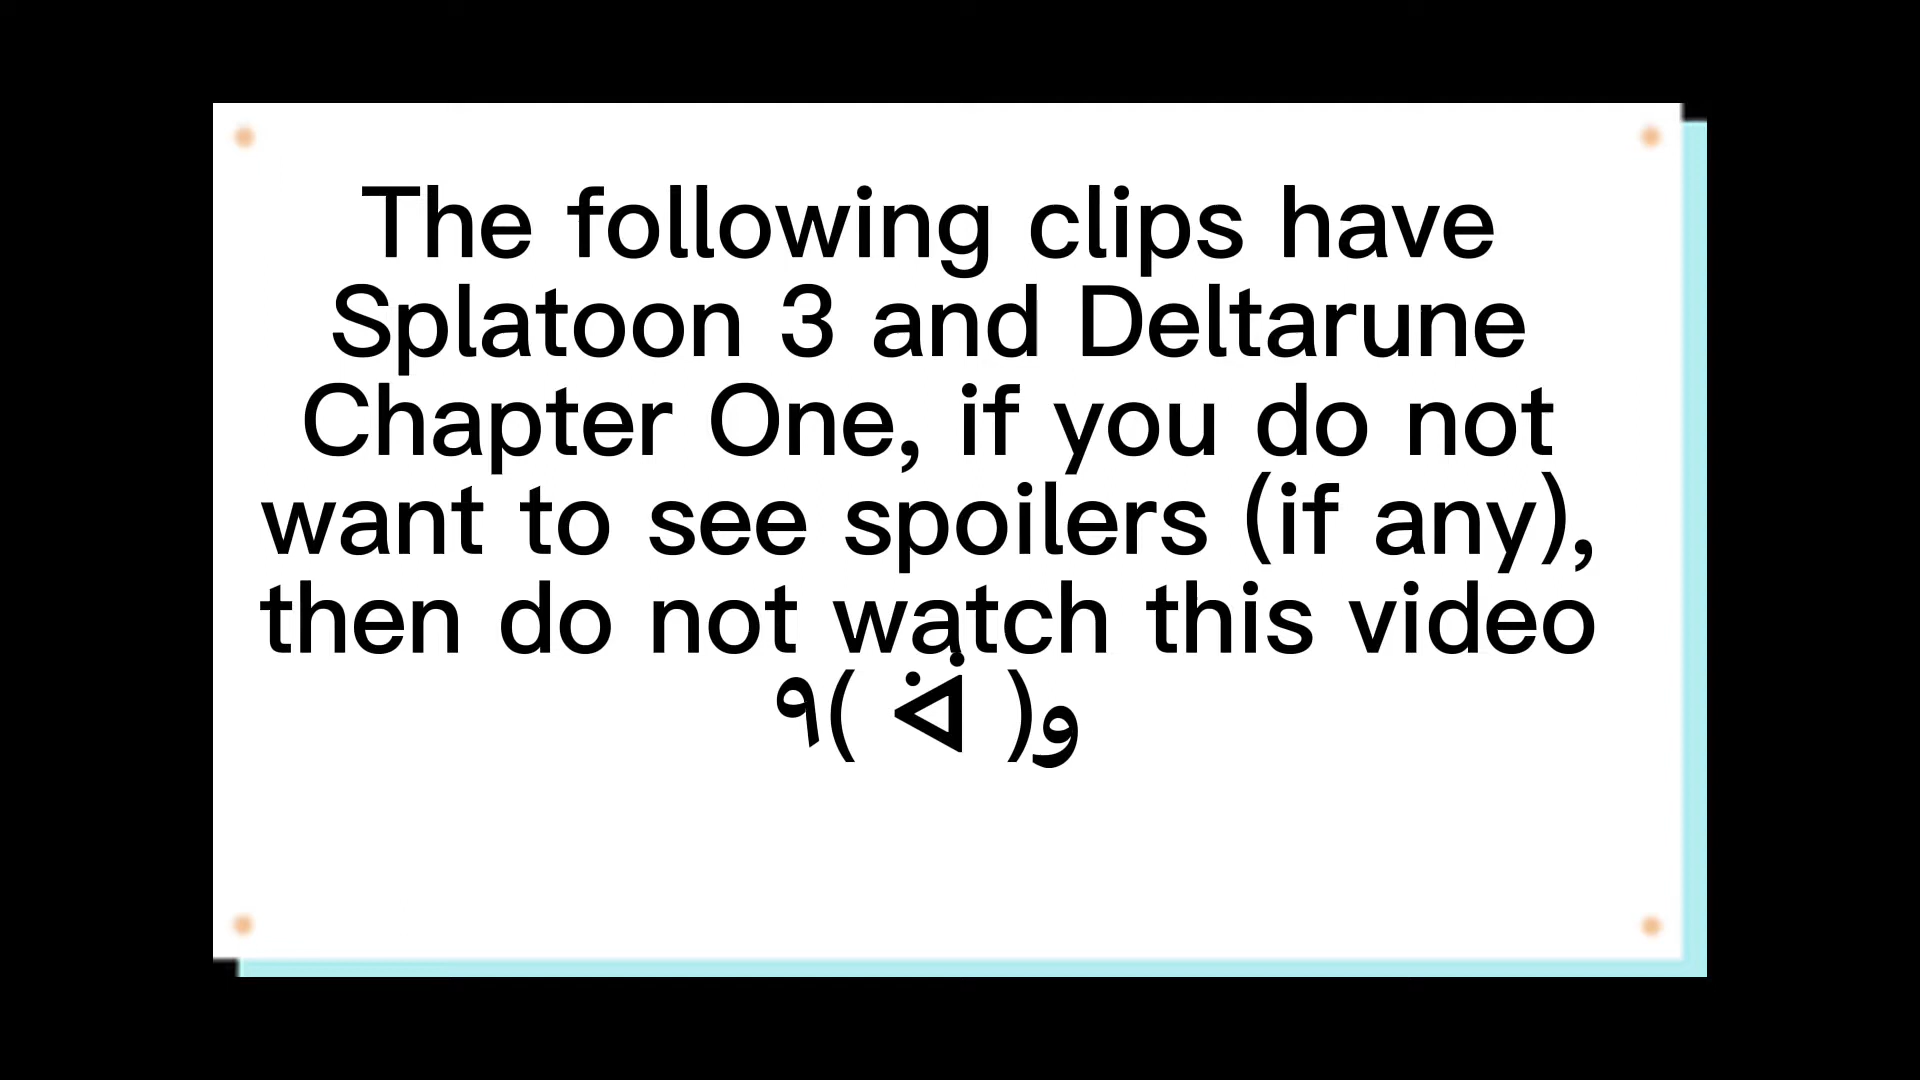 The following clips have
Splatoon 3 and Deltarune
Chapter One, if you do not
want to see spoilers (if any),
then do not watch this video
٩( ᐛ )و